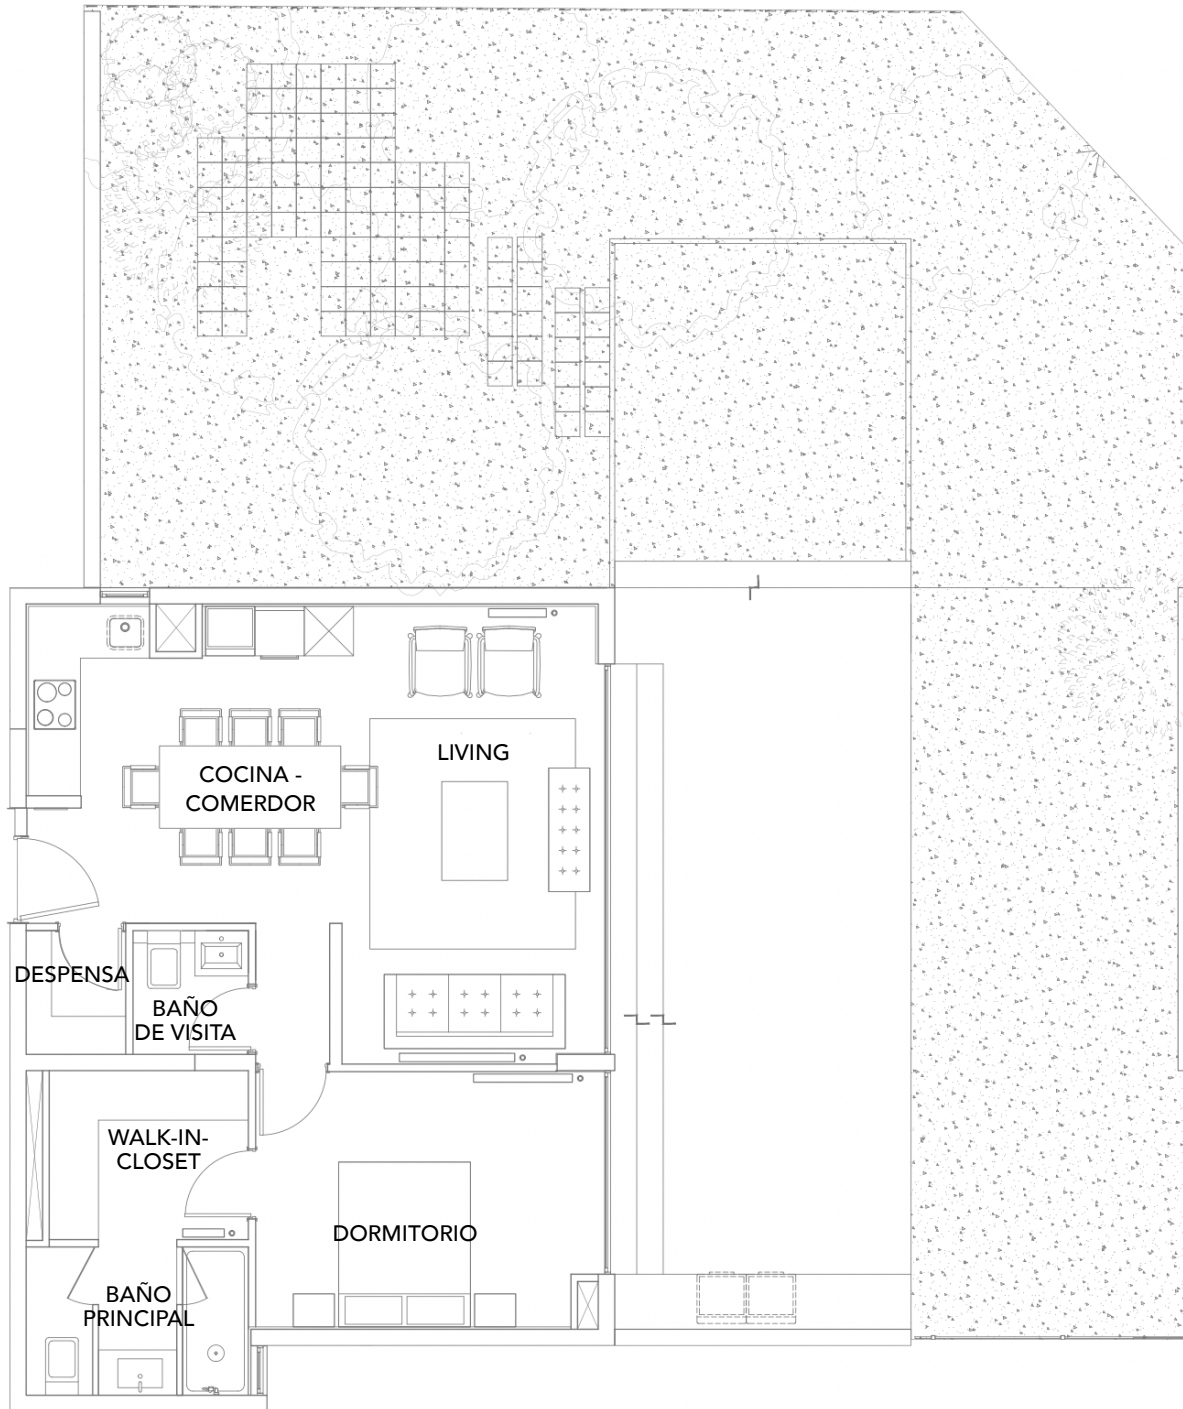 LIVING
COCINA -
COMERDOR
DESPENSA
BAÑO
DE VISITA
WALK-IN-
CLOSET
DORMITORIO
BAÑO
PRINCIPAL